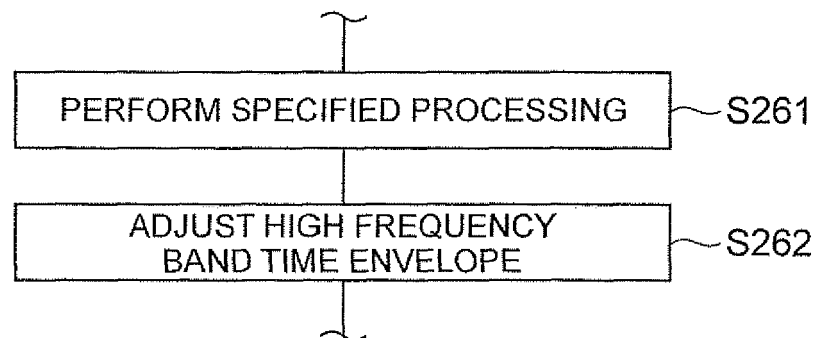 PERFORM SPECIFIED PROCESSING
S261
ADJUST HIGH FREQUENCY
BAND TIME ENVELOPE
S262